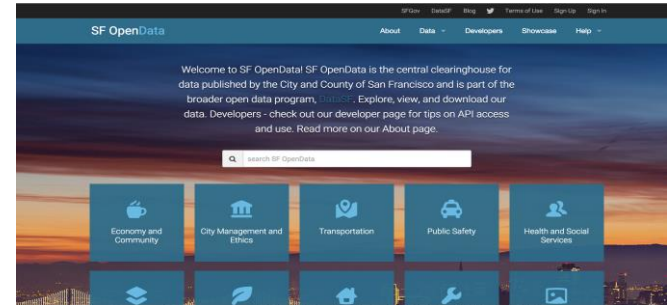 SFGov DataSF Blog Terms of Use Sign Up Sign In
SF OpenData About Data Developers Showcase Help
Welcome to SF OpenData! SF OpenData is the central clearinghouse for
data published by the City and County of San Francisco and is part of the
broader open data program, DataSF. Explore, view, and download our
data. Developers - check out our developer page for tips on API access
and use. Read more on our About page.
search SF OpenData
Economy and
Community
City Management and
Ethics
Transportation
Public Safety
Health and Social
Services